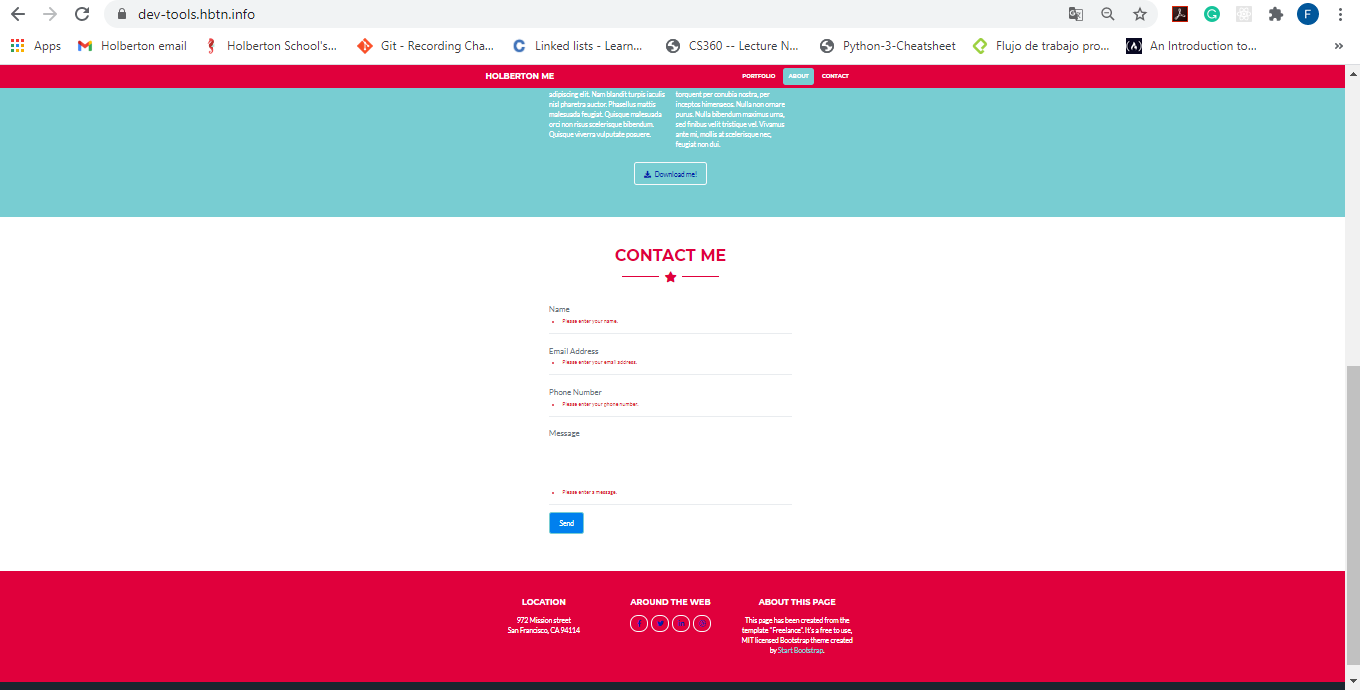 dev-tools.hbtn.info
F
Apps
Holberton email
Holberton School's...
Git - Recording Cha...
Linked lists - Learn...
CS360 -- Lecture N...
Python-3-Cheatsheet
Flujo de trabajo pro...
An Introduction to...
»
HOLBERTON ME
PORTFOLIO
ABOUT
CONTACT
adipiscing elit. Nam blandit turpis iaculis
nisl pharetra auctor. Phasellus mattis
malesuada feugiat. Quisque malesuada
orci non risus scelerisque bibendum.
Quisque viverra vulputate posuere.
torquent per conubia nostra, per
inceptos himenaeos. Nulla non ornare
purus. Nulla bibendum maximus urna,
sed finibus velit tristique vel. Vivamus
ante mi, mollis at scelerisque nec,
feugiat non dui.
Download me!
CONTACT ME
Name
Please enter your name.
Email Address
Please enter your email address.
Phone Number
Please enter your phone number.
Message
Please enter a message.
Send
LOCATION
972 Mission street
San Francisco, CA 94114
AROUND THE WEB
ABOUT THIS PAGE
This page has been created from the
template "Freelance". It's a free to use,
MIT licensed Bootstrap theme created
by Start Bootstrap.